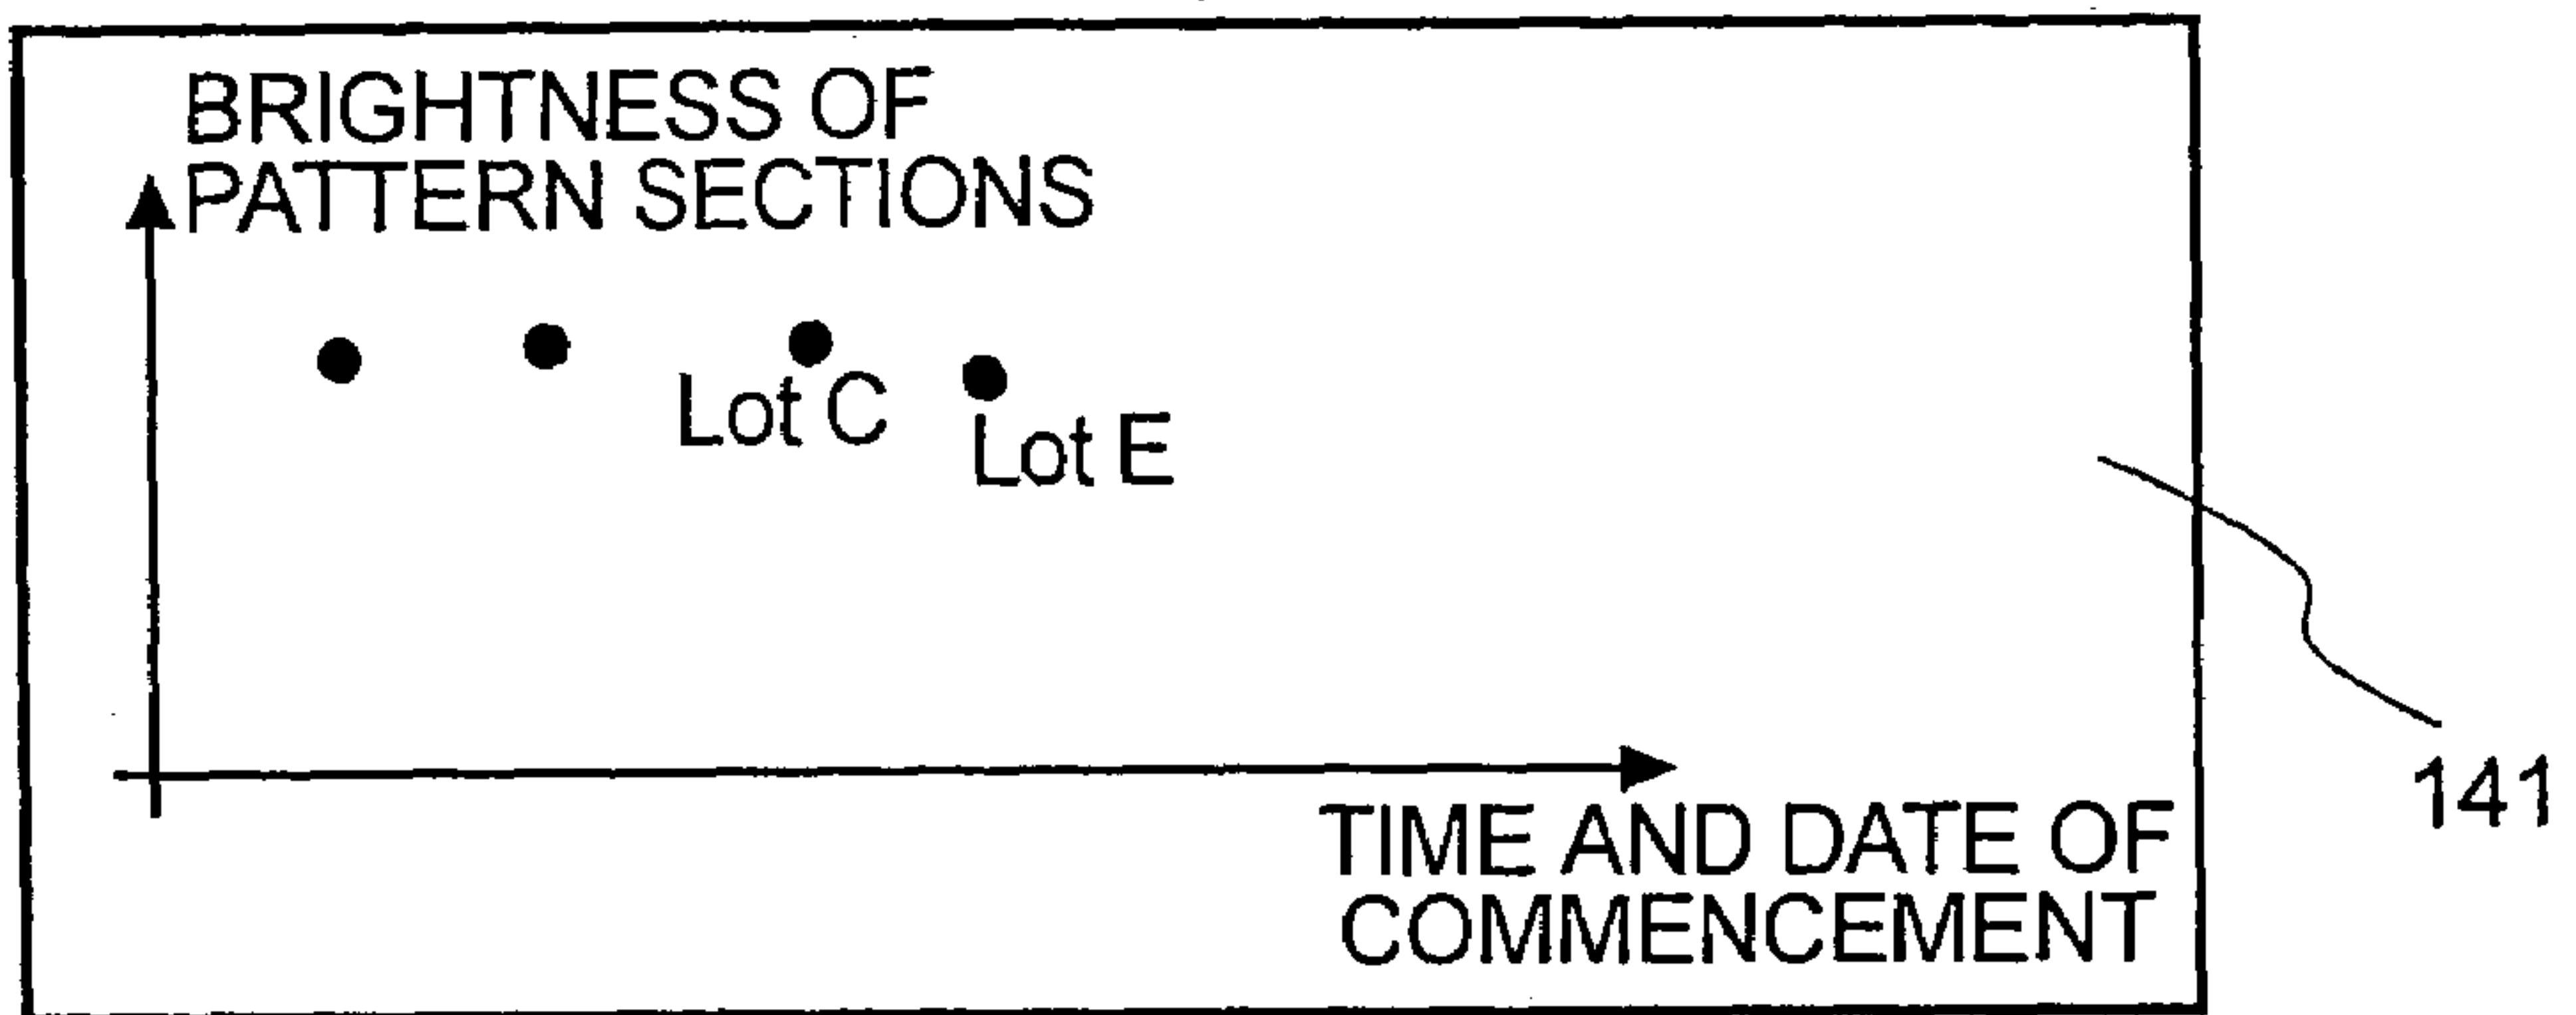 BRIGHTNESS OF
PATTERN SECTIONS
Lot C
Lot E
141
TIME AND DATE OF
COMMENCEMENT